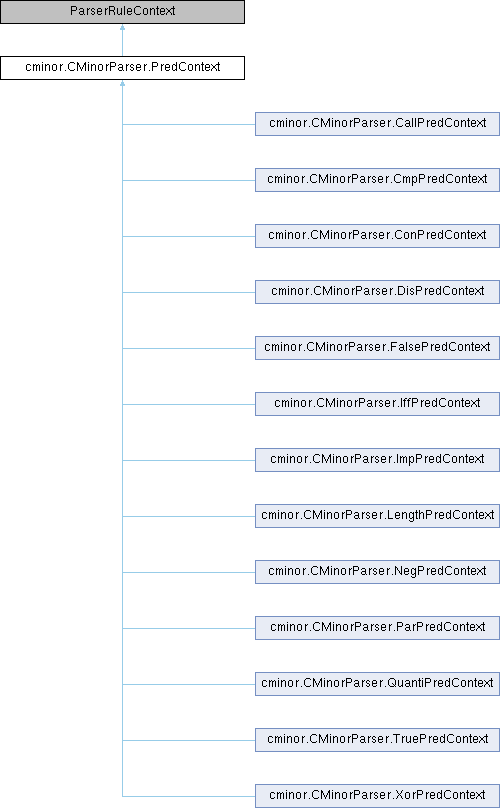 ParserRuleContext
cminor.CMinorParser.PredContext
cminor.CMinorParser.CallPredContext
cminor.CMinorParser.CmpPredContext
cminor.CMinorParser.ConPredContext
cminor.CMinorParser.DisPredContext
cminor.CMinorParser.FalsePredContext
cminor.CMinorParser.IffPredContext
cminor.CMinorParser.ImpPredContext
cminor.CMinorParser.LengthPredContext
cminor.CMinorParser.NegPredContext
cminor.CMinorParser.ParPredContext
cminor.CMinorParser.QuantiPredContext
cminor.CMinorParser.TruePredContext
cminor.CMinorParser.XorPredContext